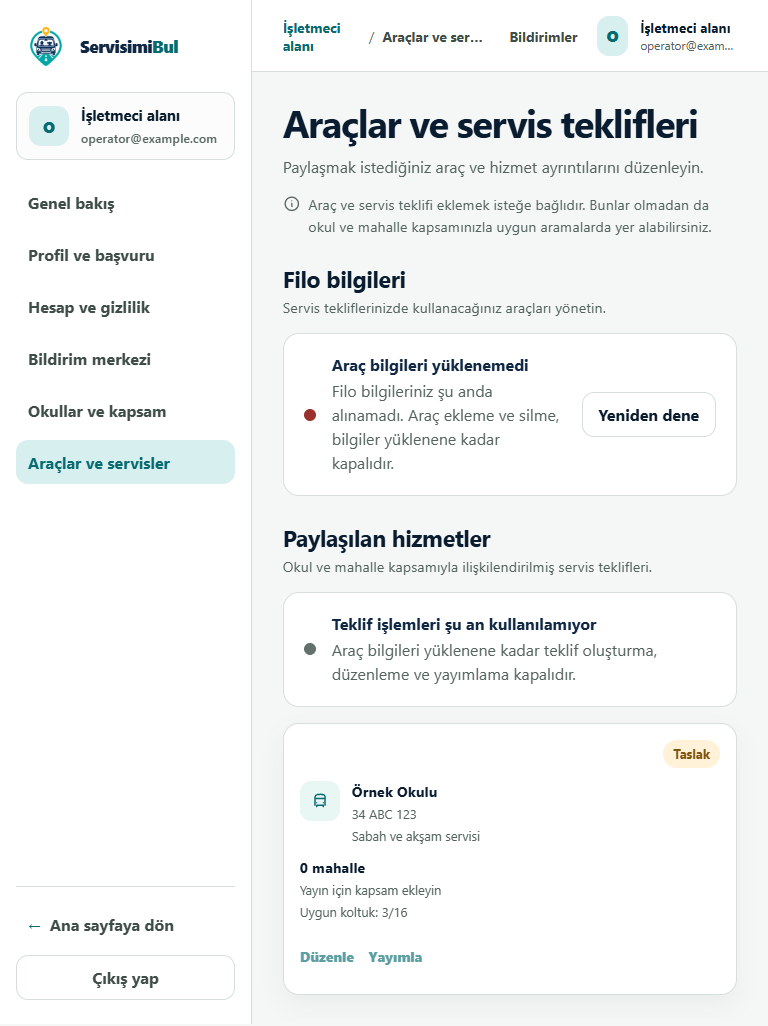 ServisimiBul
O
İşletmeci alanı
operator@example.com
Genel bakış
Profil ve başvuru
Hesap ve gizlilik
Bildirim merkezi
Okullar ve kapsam
Araçlar ve servisler
← Ana sayfaya dön
Çıkış yap
İşletmeci
alanı
/ Araçlar ve ser...
Bildirimler
O
İşletmeci alanı
operator@exam...
Araçlar ve servis teklifleri
Paylaşmak istediğiniz araç ve hizmet ayrıntılarını düzenleyin.
Araç ve servis teklifi eklemek isteğe bağlıdır. Bunlar olmadan da
okul ve mahalle kapsamınızla uygun aramalarda yer alabilirsiniz.
Filo bilgileri
Servis tekliflerinizde kullanacağınız araçları yönetin.
Araç bilgileri yüklenemedi
Filo bilgileriniz şu anda
alınamadı. Araç ekleme ve silme,
bilgiler yüklenene kadar
kapalıdır.
Yeniden dene
Paylaşılan hizmetler
Okul ve mahalle kapsamıyla ilişkilendirilmiş servis teklifleri.
Teklif işlemleri şu an kullanılamıyor
Araç bilgileri yüklenene kadar teklif oluşturma,
düzenleme ve yayımlama kapalıdır.
Taslak
Örnek Okulu
34 ABC 123
Sabah ve akşam servisi
0 mahalle
Yayın için kapsam ekleyin
Uygun koltuk: 3/16
Düzenle Yayımla